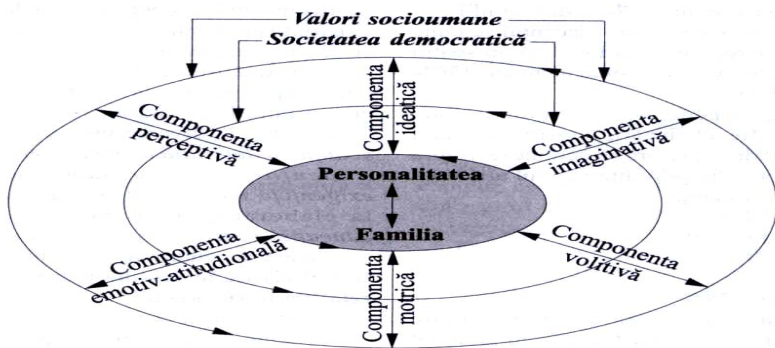 Valori socioumane
Societatea democratică
Componenta
ideatică
Componenta
perceptivă
Componenta
imaginativă
Personalitatea
Familia
Componenta
emotiv-atitudională
Componenta
motrică
Componenta
volitivă